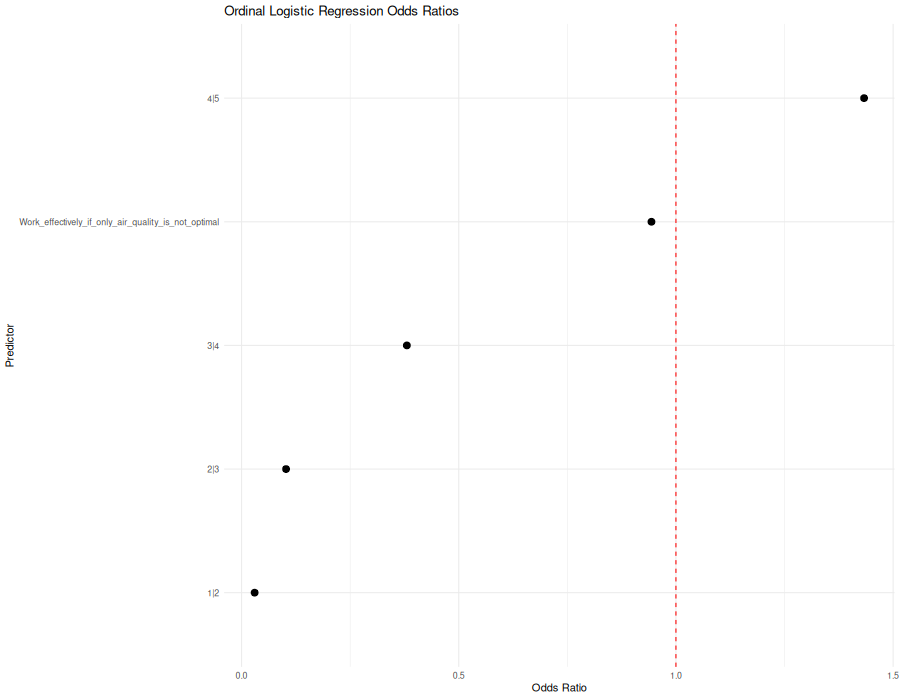 Ordinal Logistic Regression Odds Ratios
4|5
Work_effectively_if_only_air_quality_is_not_optimal
Predictor
3|4
2|3
1|2
0.0 0.5 1.0 1.5
Odds Ratio